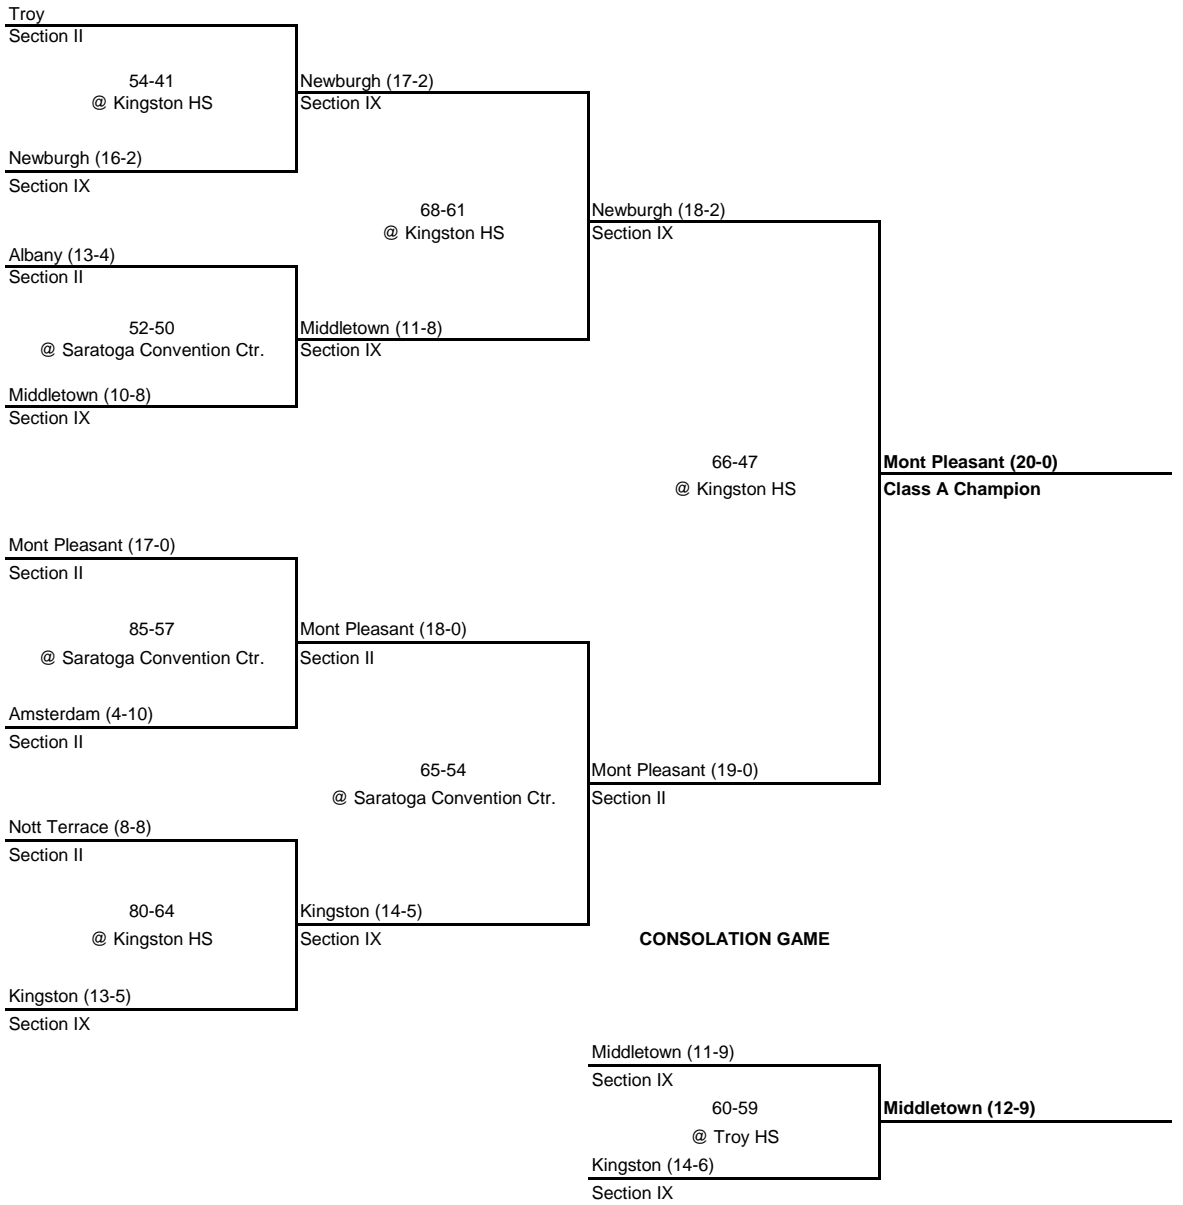 Troy
Section II
54-41
@ Kingston HS
Newburgh (17-2)
Section IX
Newburgh (16-2)
Section IX
68-61
@ Kingston HS
Newburgh (18-2)
Section IX
Albany (13-4)
Section II
52-50
@ Saratoga Convention Ctr.
Middletown (11-8)
Section IX
Middletown (10-8)
Section IX
66-47
@ Kingston HS
Mont Pleasant (20-0)
Class A Champion
Mont Pleasant (17-0)
Section II
85-57
@ Saratoga Convention Ctr.
Mont Pleasant (18-0)
Section II
Amsterdam (4-10)
Section II
65-54
@ Saratoga Convention Ctr.
Mont Pleasant (19-0)
Section II
Nott Terrace (8-8)
Section II
80-64
@ Kingston HS
Kingston (14-5)
Section IX
CONSOLATION GAME
Kingston (13-5)
Section IX
Middletown (11-9)
Section IX
60-59
@ Troy HS
Middletown (12-9)
Kingston (14-6)
Section IX